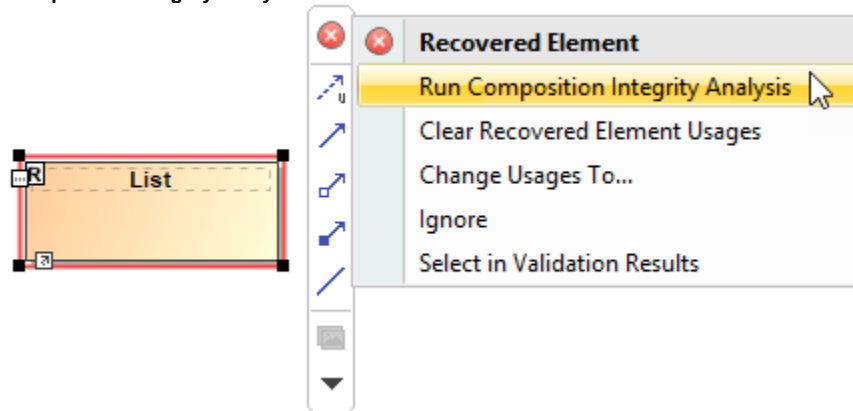 Recovered Element
Run Composition Integrity Analysis
u
R
List
Clear Recovered Element Usages
Change Usages To...
Ignore
Select in Validation Results